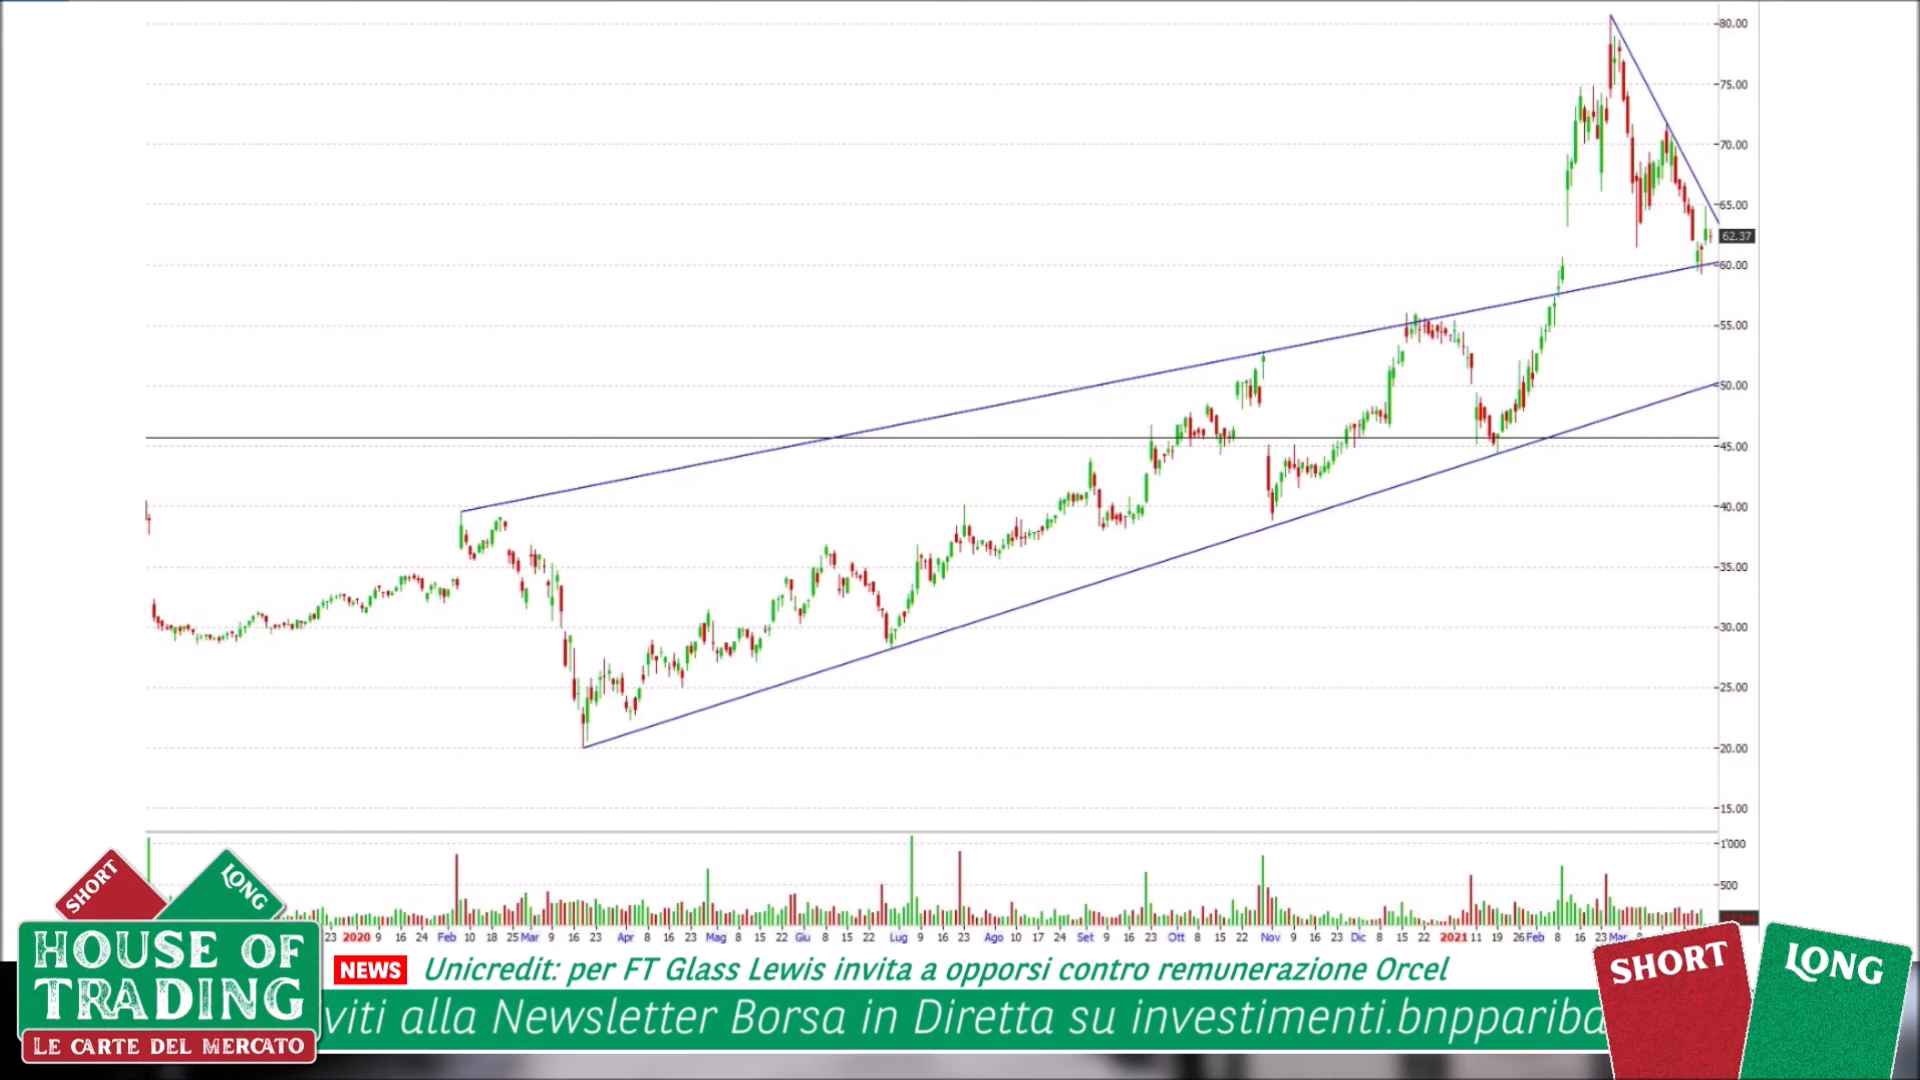 80.00
75.00
70.00
65.00
62.37
60.00
55.00
50.00
45.00
40.00
35.00
30.00
25.00
20.00
15.00
1'000
500
23 2020 9 16 24 Feb 10 18 25 Mar 9 16 23 Apr 8 16 23 Mag 8 15 22 Giu 8 15 22 Lug 9 16 23 Ago 10 17 24 Set 9 16 23 Ott 8 15 22 Nov 9 16 23 Dic 8 15 22 2021 11 19 26 Feb 8 16 23 Mar
SHORT
LONG
HOUSE OF
TRADING
LE CARTE DEL MERCATO
NEWS Unicredit: per FT Glass Lewis invita a opporsi contro remunerazione Orcel
viti alla Newsletter Borsa in Diretta su investimenti.bnppariba
SHORT
LONG